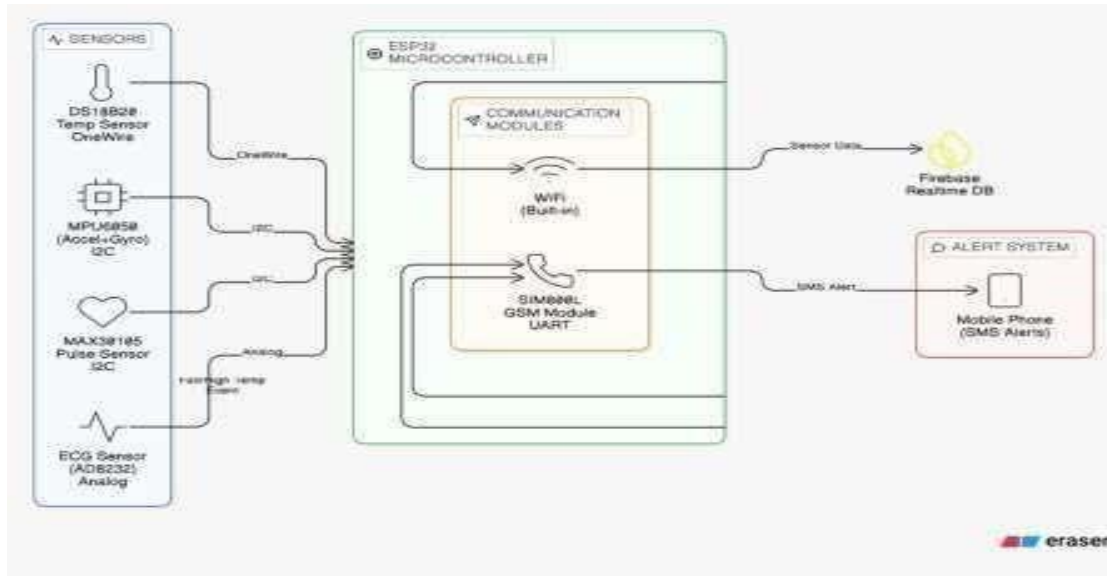 SENSORS
DS18B20
Temp Sensor
OneWire
MPU6050
(Accel+Gyro)
I2C
MAX30105
Pulse Sensor
I2C
ECG Sensor
(AD8232)
Analog
OneWire
I2C
I2C
Analog
Temp
Event
ESP32
MICROCONTROLLER
COMMUNICATION
MODULES
WiFi
(Built-in)
SIM800L
GSM Module
UART
Sensor Data
Firebase
Realtime DB
SMS Alert
ALERT SYSTEM
Mobile Phone
(SMS Alerts)
eraser